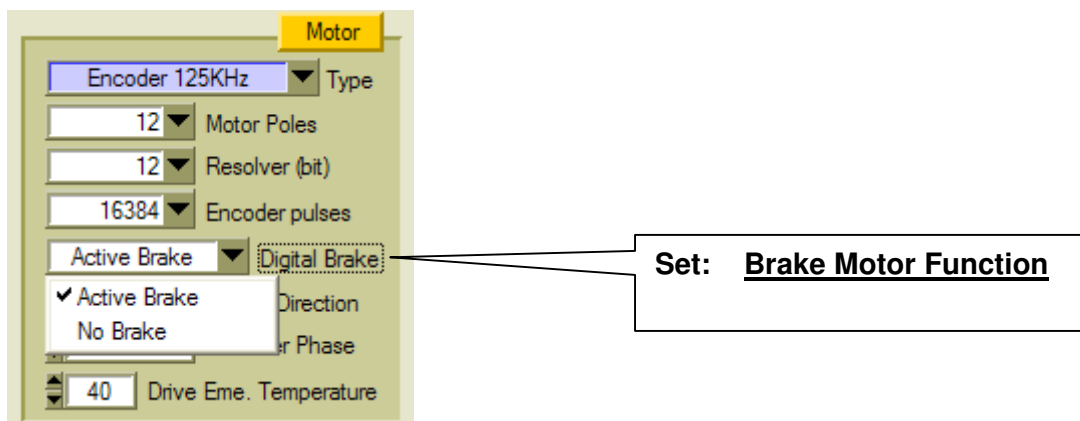 Motor
Encoder 125KHz Type
12 Motor Poles
12 Resolver (bit)
16384 Encoder pulses
Active Brake Digital Brake
Set: Brake Motor Function
Active Brake
Direction
No Brake
Phase
40 Drive Eme. Temperature